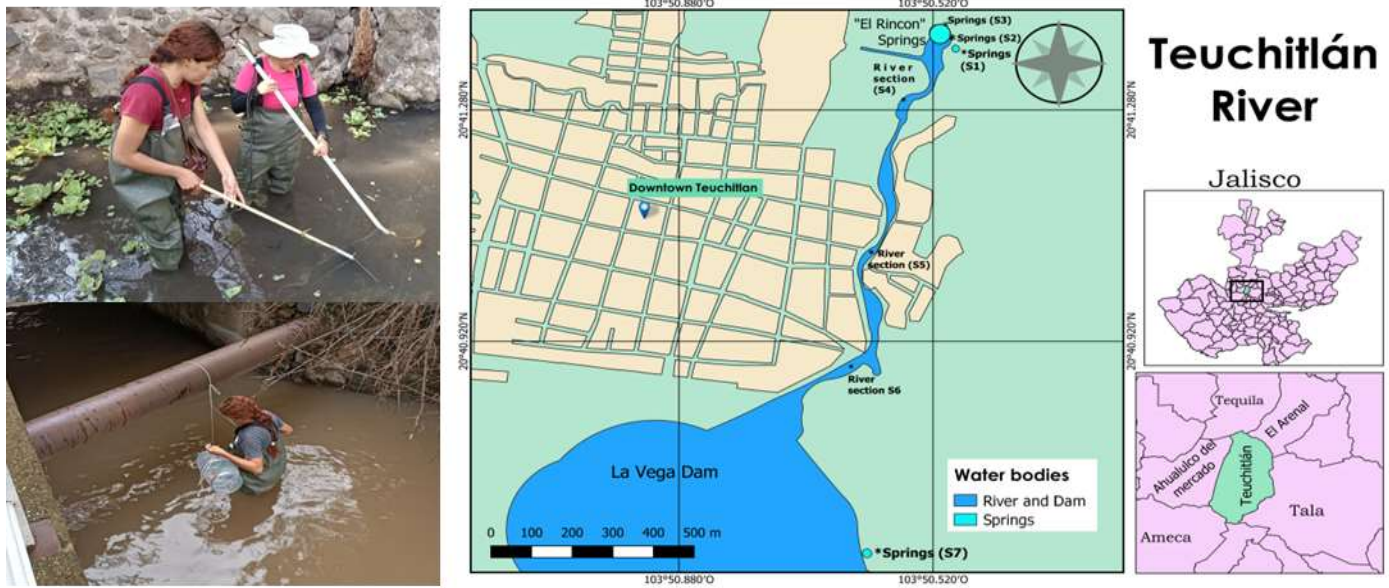 103°50.880'O
103°50.520'O
"El Rincon"
Springs
Springs (S3)
*Springs (S2)
*Springs
(S1)
River
section
(S4)
20°41.280'N
20°41.280'N
Downtown Teuchitlan
River
section (S5)
20°40.920'N
20°40.920'N
River
section S6
La Vega Dam
Water bodies
River and Dam
Springs
0 100 200 300 400 500 m
*Springs (S7)
103°50.880'O
103°50.520'O
Teuchitlán
River
Jalisco
Tequila
El Arenal
Ahualulco del
mercado
Teuchitlán
Tala
Ameca